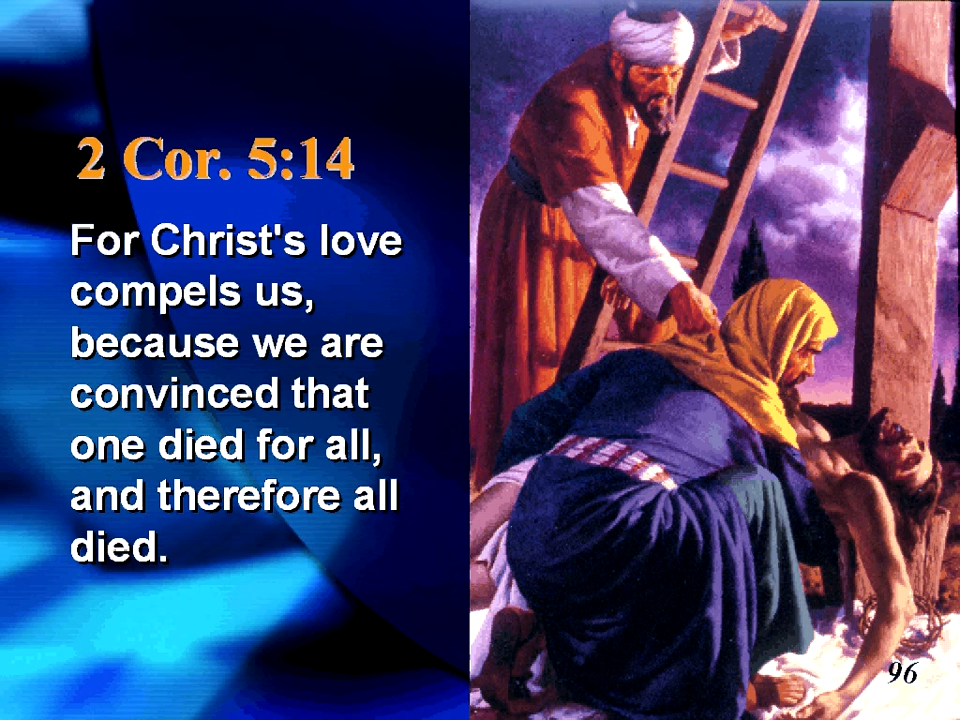 2 Cor. 5:14
For Christ's love
compels us,
because we are
convinced that
one died for all,
and therefore all
died.
96